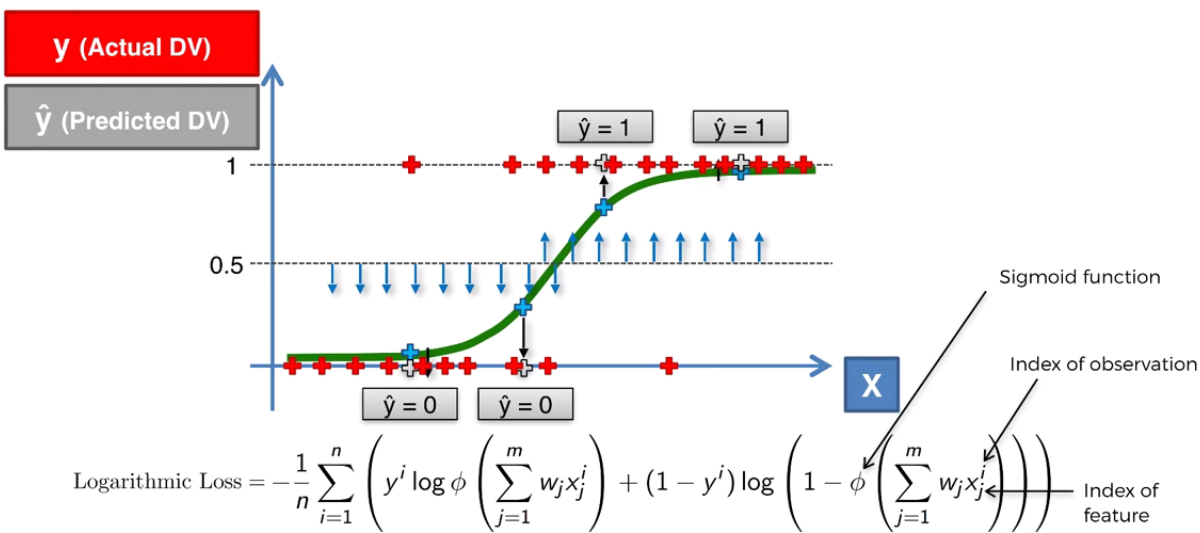 y (Actual DV)
ŷ (Predicted DV)
ŷ = 1
ŷ = 1
1
0.5
Sigmoid function
Index of observation
X
ŷ = 0
ŷ = 0
Logarithmic Loss = −1/n ∑_{i=1}^{n} ( y^i log ϕ ( ∑_{j=1}^{m} w_j x_j^i ) + (1 − y^i) log ( 1 − ϕ ( ∑_{j=1}^{m} w_j x_j^i ) ) )
Index of
feature